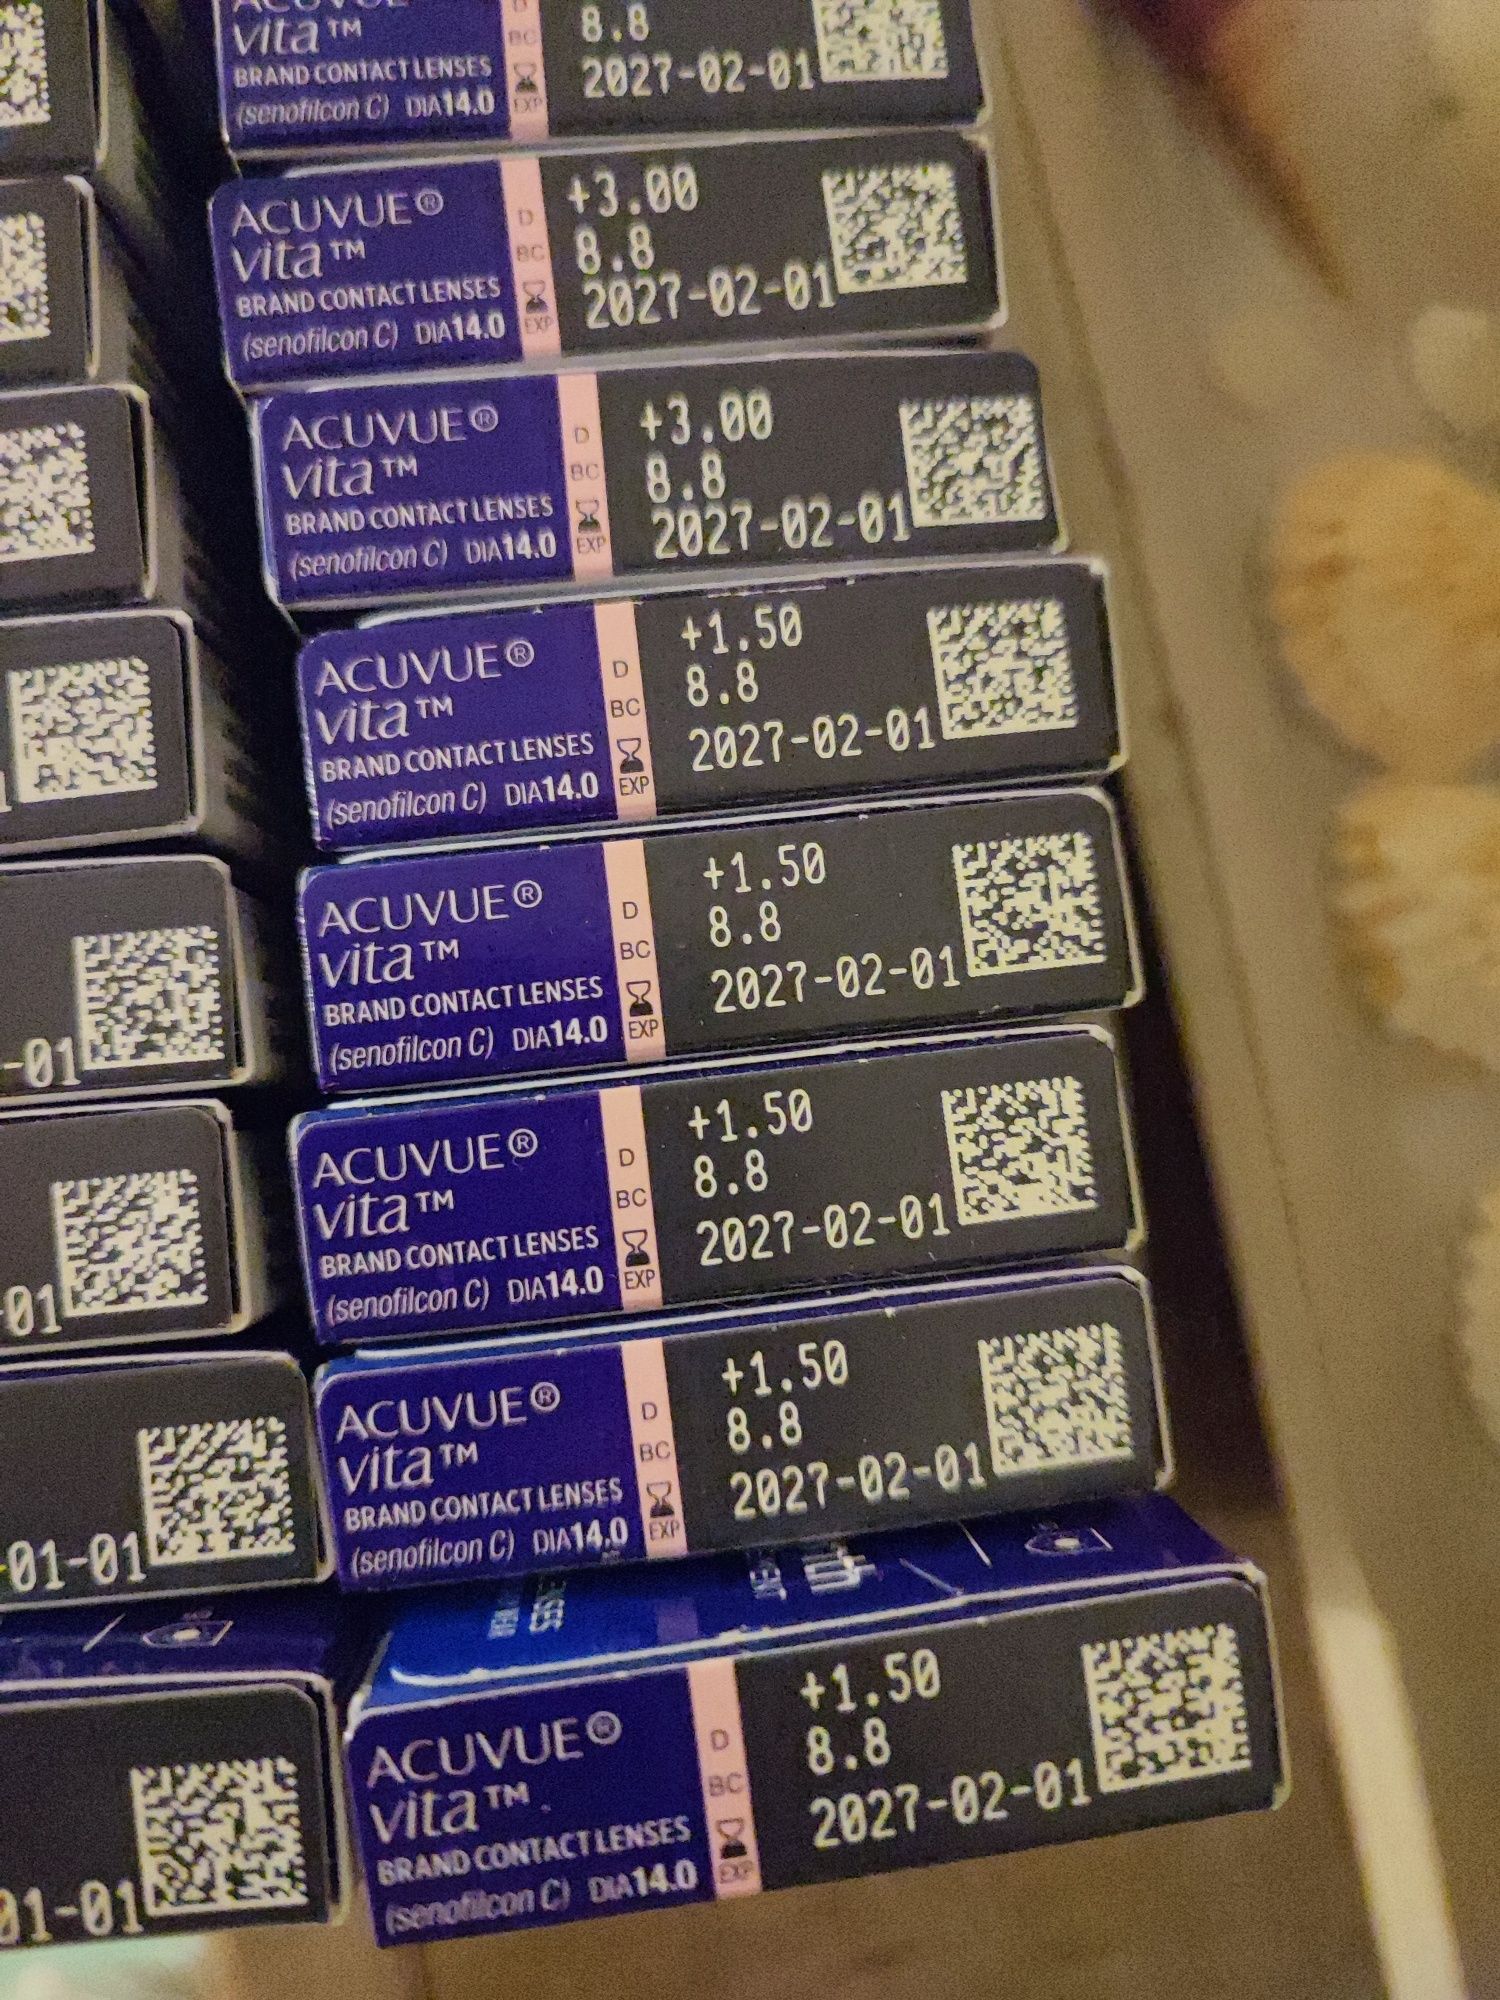 vita™
BRAND CONTACT LENSES
(senofilcon C) DIA14.0
BC
EXP
8.8
2027-02-01
ACUVUE®
vita™
BRAND CONTACT LENSES
(senofilcon C) DIA14.0
D
BC
EXP
+3.00
8.8
2027-02-01
ACUVUE®
vita™
BRAND CONTACT LENSES
(senofilcon C) DIA14.0
D
BC
EXP
+3.00
8.8
2027-02-01
ACUVUE®
vita™
BRAND CONTACT LENSES
(senofilcon C) DIA14.0
D
BC
EXP
+1.50
8.8
2027-02-01
ACUVUE®
vita™
BRAND CONTACT LENSES
(senofilcon C) DIA14.0
D
BC
EXP
+1.50
8.8
2027-02-01
-01
ACUVUE®
vita™
BRAND CONTACT LENSES
(senofilcon C) DIA14.0
D
BC
EXP
+1.50
8.8
2027-02-01
-01
ACUVUE®
vita™
BRAND CONTACT LENSES
(senofilcon C) DIA14.0
D
BC
EXP
+1.50
8.8
2027-02-01
-01-01
ACUVUE®
vita™
BRAND CONTACT LENSES
(senofilcon C) DIA14.0
D
BC
EXP
+1.50
8.8
2027-02-01
01-01